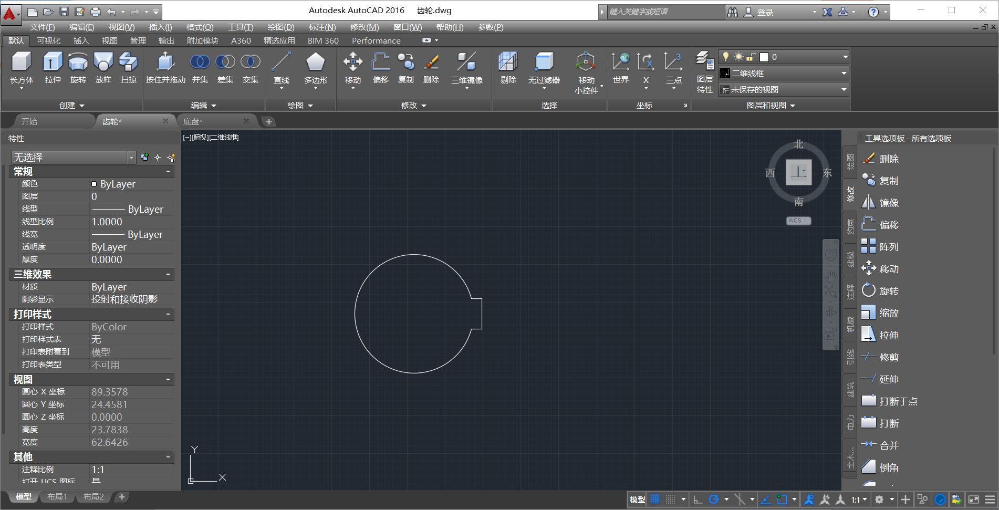 Autodesk AutoCAD 2016 齿轮.dwg
键入关键字或短语
登录
文件(F) 编辑(E) 视图(V) 插入(I) 格式(O) 工具(T) 绘图(D) 标注(N) 修改(M) 窗口(W) 帮助(H) 参数(P)
默认 可视化 插入 视图 管理 输出 附加模块 A360 精选应用 BIM 360 Performance
长方体 拉伸 旋转 放样 扫掠 按住并拖动 并集 差集 交集 直线 多边形 移动 偏移 复制 删除 三维镜像 剔除 无过滤器 移动小控件 世界 X 三点 图层特性
0
二维线框
未保存的视图
创建 编辑 绘图 修改 选择 坐标 图层和视图
开始 齿轮* 底盘*
特性
无选择
常规
颜色 ByLayer
图层 0
线型 ByLayer
线型比例 1.0000
线宽 ByLayer
透明度 ByLayer
厚度 0.0000
三维效果
材质 ByLayer
阴影显示 投射和接收阴影
打印样式
打印样式 ByColor
打印样式表 无
打印表附着到 模型
打印表类型 不可用
视图
圆心 X 坐标 89.3578
圆心 Y 坐标 24.4581
圆心 Z 坐标 0.0000
高度 23.7838
宽度 62.6426
其他
注释比例 1:1
打开 UCS 图标 是
[−][俯视][二维线框]
北
西 上 东
南
WCS
Y
X
工具选项板 - 所有选项板
绘图
修改
约束
建模
注释
机械
引线
建筑
电力
土木...
删除
复制
镜像
偏移
阵列
移动
旋转
缩放
拉伸
修剪
延伸
打断于点
打断
合并
倒角
模型 布局1 布局2
模型 1:1